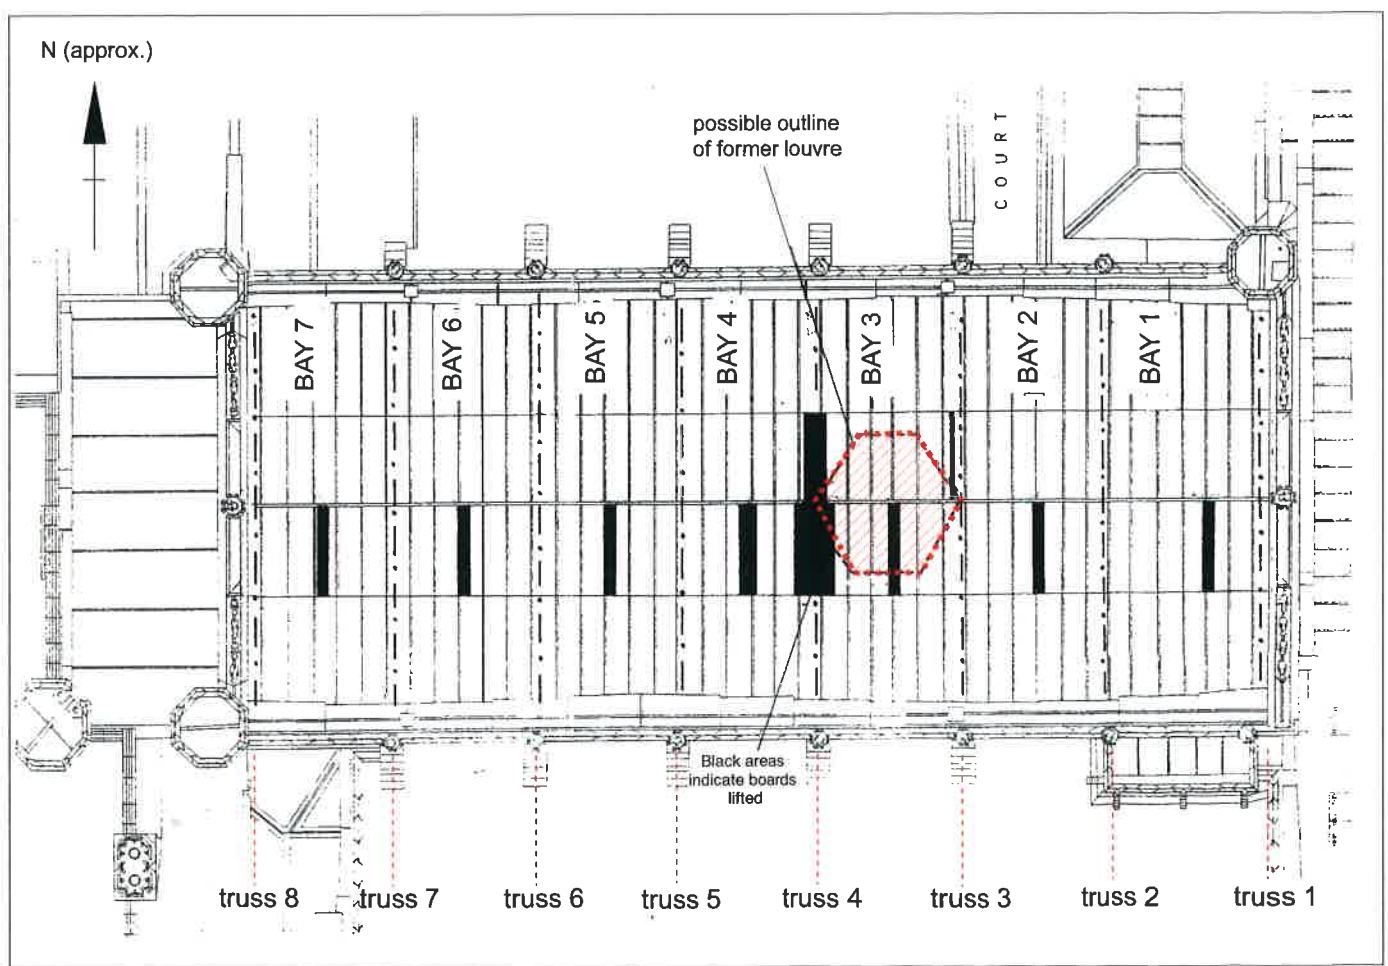 N (approx.)
possible outline
of former louvre
COURT
BAY 7
BAY 6
BAY 5
BAY 4
BAY 3
BAY 2
BAY 1
Black areas
indicate boards
lifted
truss 8
truss 7
truss 6
truss 5
truss 4
truss 3
truss 2
truss 1